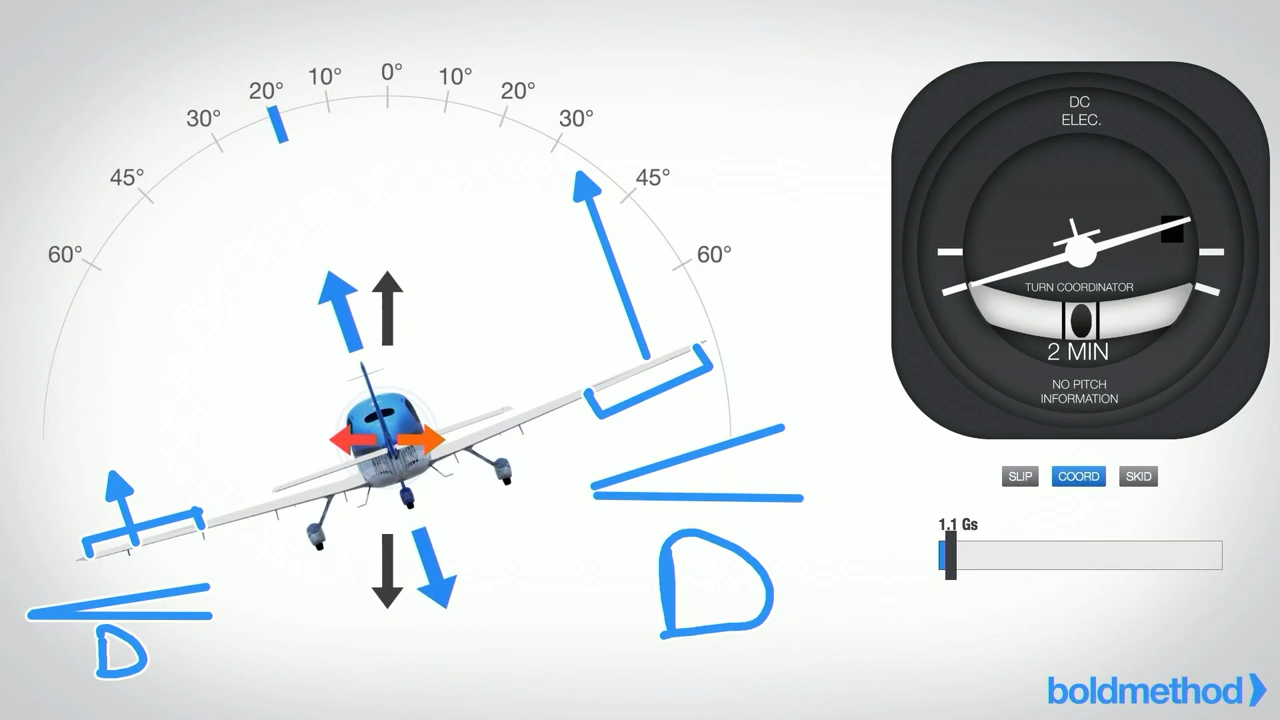 0°
10°
10°
20°
20°
30°
30°
45°
45°
60°
60°
D
D
DC
ELEC.
TURN COORDINATOR
2 MIN
NO PITCH
INFORMATION
SLIP COORD SKID
1.1 Gs
boldmethod